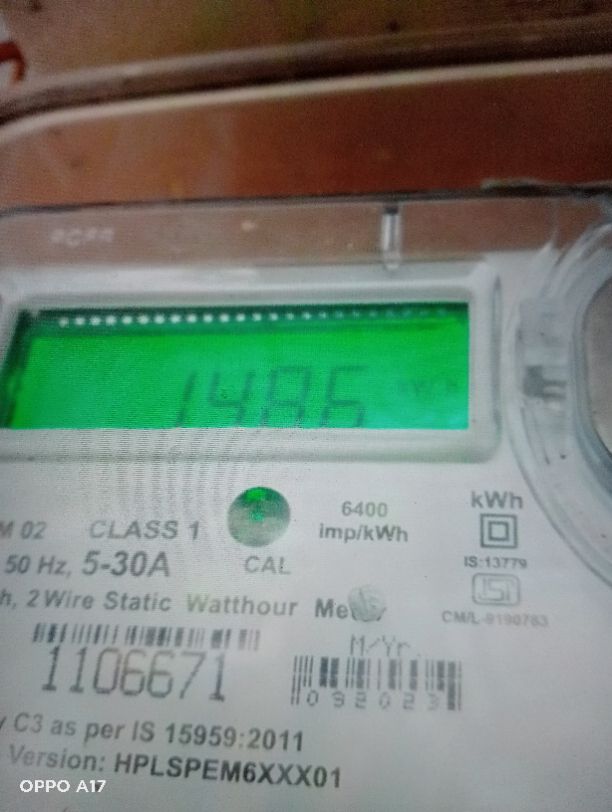 1486
kWh
M 02 CLASS 1
6400
imp/kWh
kWh
50 Hz, 5-30A
CAL
IS:13779
h, 2 Wire Static Watthour
CM/L-9190783
M/Yr.
1106671
092023
y C3 as per IS 15959:2011
Version: HPLSPEM6XXX01
OPPO A17